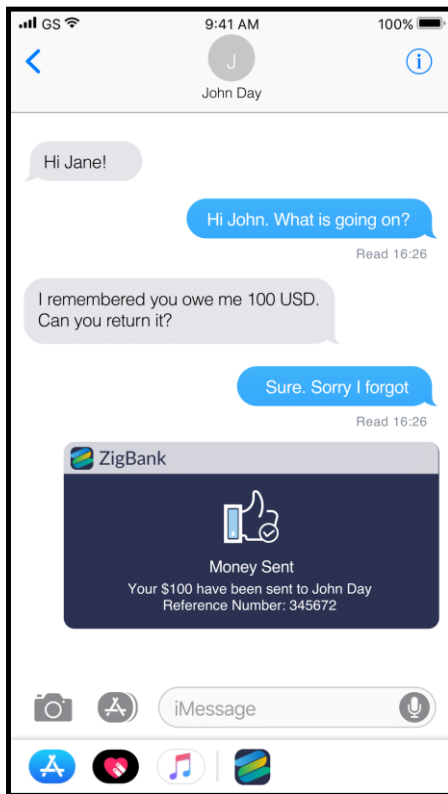 GS 9:41 AM 100%
J
John Day
Hi Jane!
Hi John. What is going on?
Read 16:26
I remembered you owe me 100 USD.
Can you return it?
Sure. Sorry I forgot
Read 16:26
ZigBank
Money Sent
Your $100 have been sent to John Day
Reference Number: 345672
iMessage